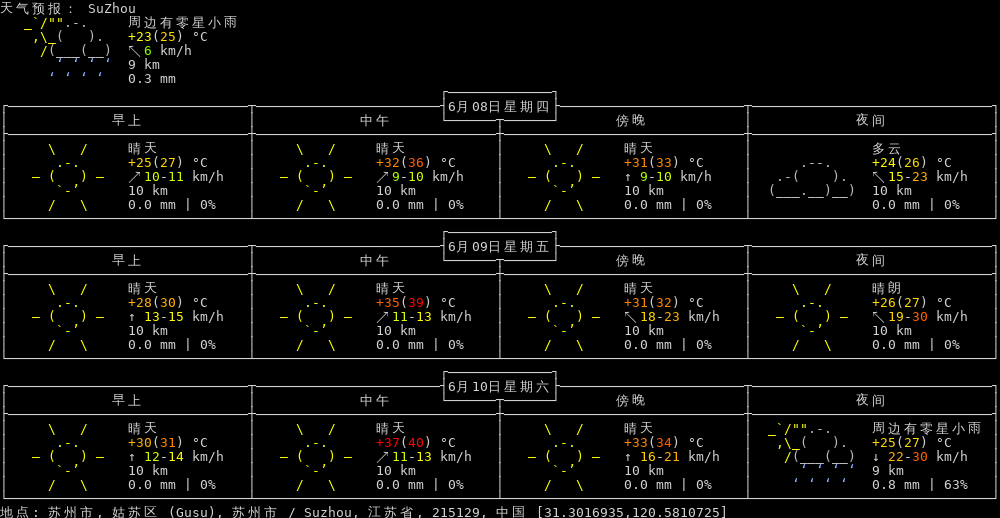 天气预报： SuZhou
周边有零星小雨
+23(25) °C
↖6 km/h
9 km
0.3 mm
6月08日星期四
早上 中午 傍晚 夜间
晴天 晴天 晴天 多云
+25(27) °C +32(36) °C +31(33) °C +24(26) °C
↗10-11 km/h ↗9-10 km/h ↑ 9-10 km/h ↖15-23 km/h
10 km 10 km 10 km 10 km
0.0 mm | 0% 0.0 mm | 0% 0.0 mm | 0% 0.0 mm | 0%
6月09日星期五
早上 中午 傍晚 夜间
晴天 晴天 晴天 晴朗
+28(30) °C +35(39) °C +31(32) °C +26(27) °C
↑ 13-15 km/h ↗11-13 km/h ↖18-23 km/h ↖19-30 km/h
10 km 10 km 10 km 10 km
0.0 mm | 0% 0.0 mm | 0% 0.0 mm | 0% 0.0 mm | 0%
6月10日星期六
早上 中午 傍晚 夜间
晴天 晴天 晴天 周边有零星小雨
+30(31) °C +37(40) °C +33(34) °C +25(27) °C
↑ 12-14 km/h ↗11-13 km/h ↑ 16-21 km/h ↓ 22-30 km/h
10 km 10 km 10 km 9 km
0.0 mm | 0% 0.0 mm | 0% 0.0 mm | 0% 0.8 mm | 63%
地点: 苏州市, 姑苏区 (Gusu), 苏州市 / Suzhou, 江苏省, 215129, 中国 [31.3016935,120.5810725]